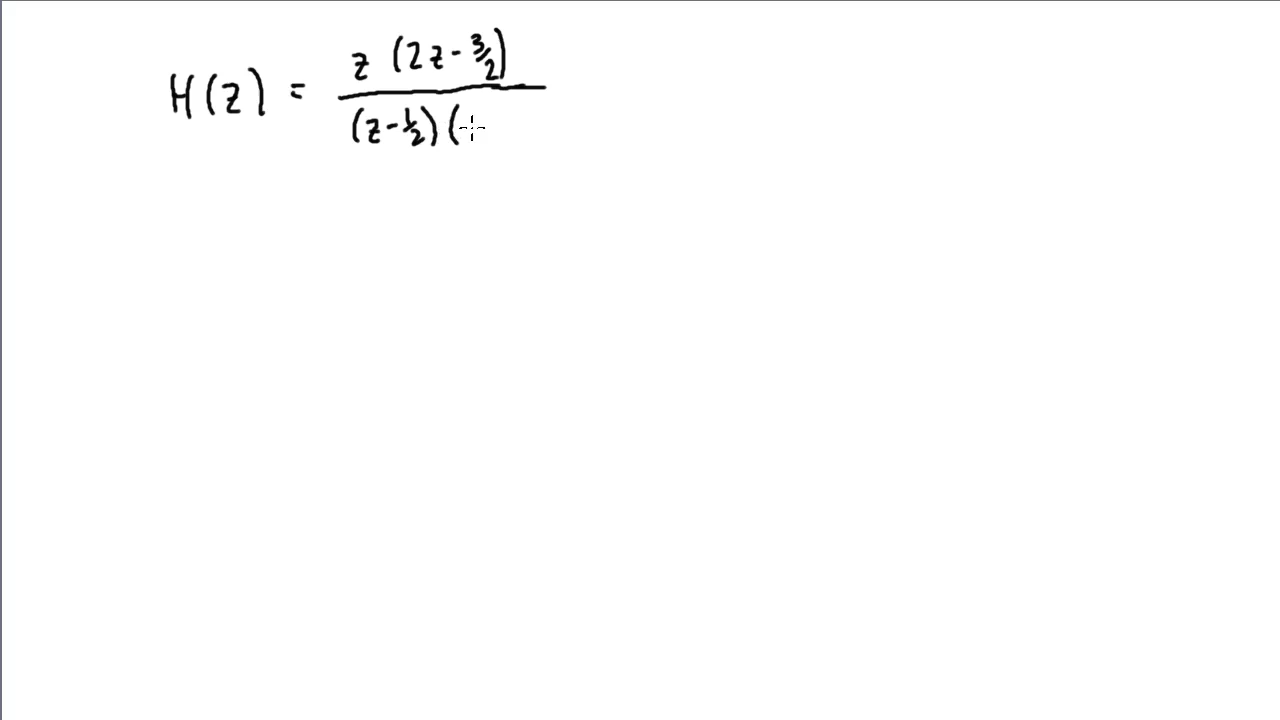 H(z) = z (2z - 3/2) / (z - 1/2) (